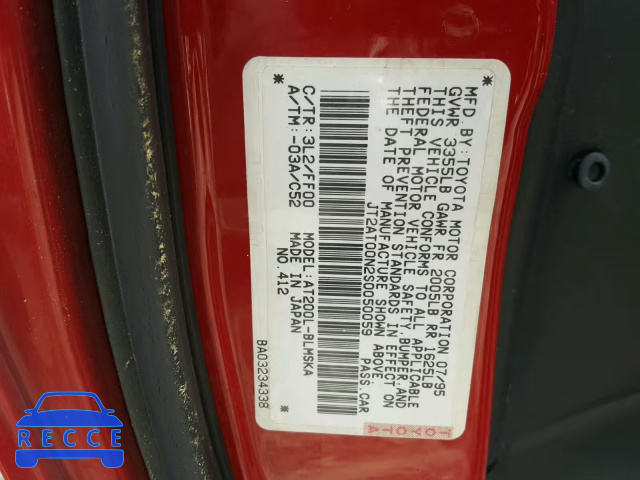 MFD.BY:TOYOTA MOTOR CORPORATION 07/95
GVWR 3355LB GAWR FR 2005LB RR 1625LB
THIS VEHICLE CONFORMS TO ALL APPLICABLE
FEDERAL MOTOR VEHICLE SAFETY,BUMPER,AND
THEFT PREVENTION STANDARDS IN EFFECT ON
THE DATE OF MANUFACTURE SHOWN ABOVE.
JT2AT00N2S0050059 PASS.CAR
C/TR:3L2/FF00 MODEL:AT200L-BLMSKA
A/TM:-03A/C52 MADE IN JAPAN
NO.412
BA03234338
TOYOTA
TOYOTA
RECCE